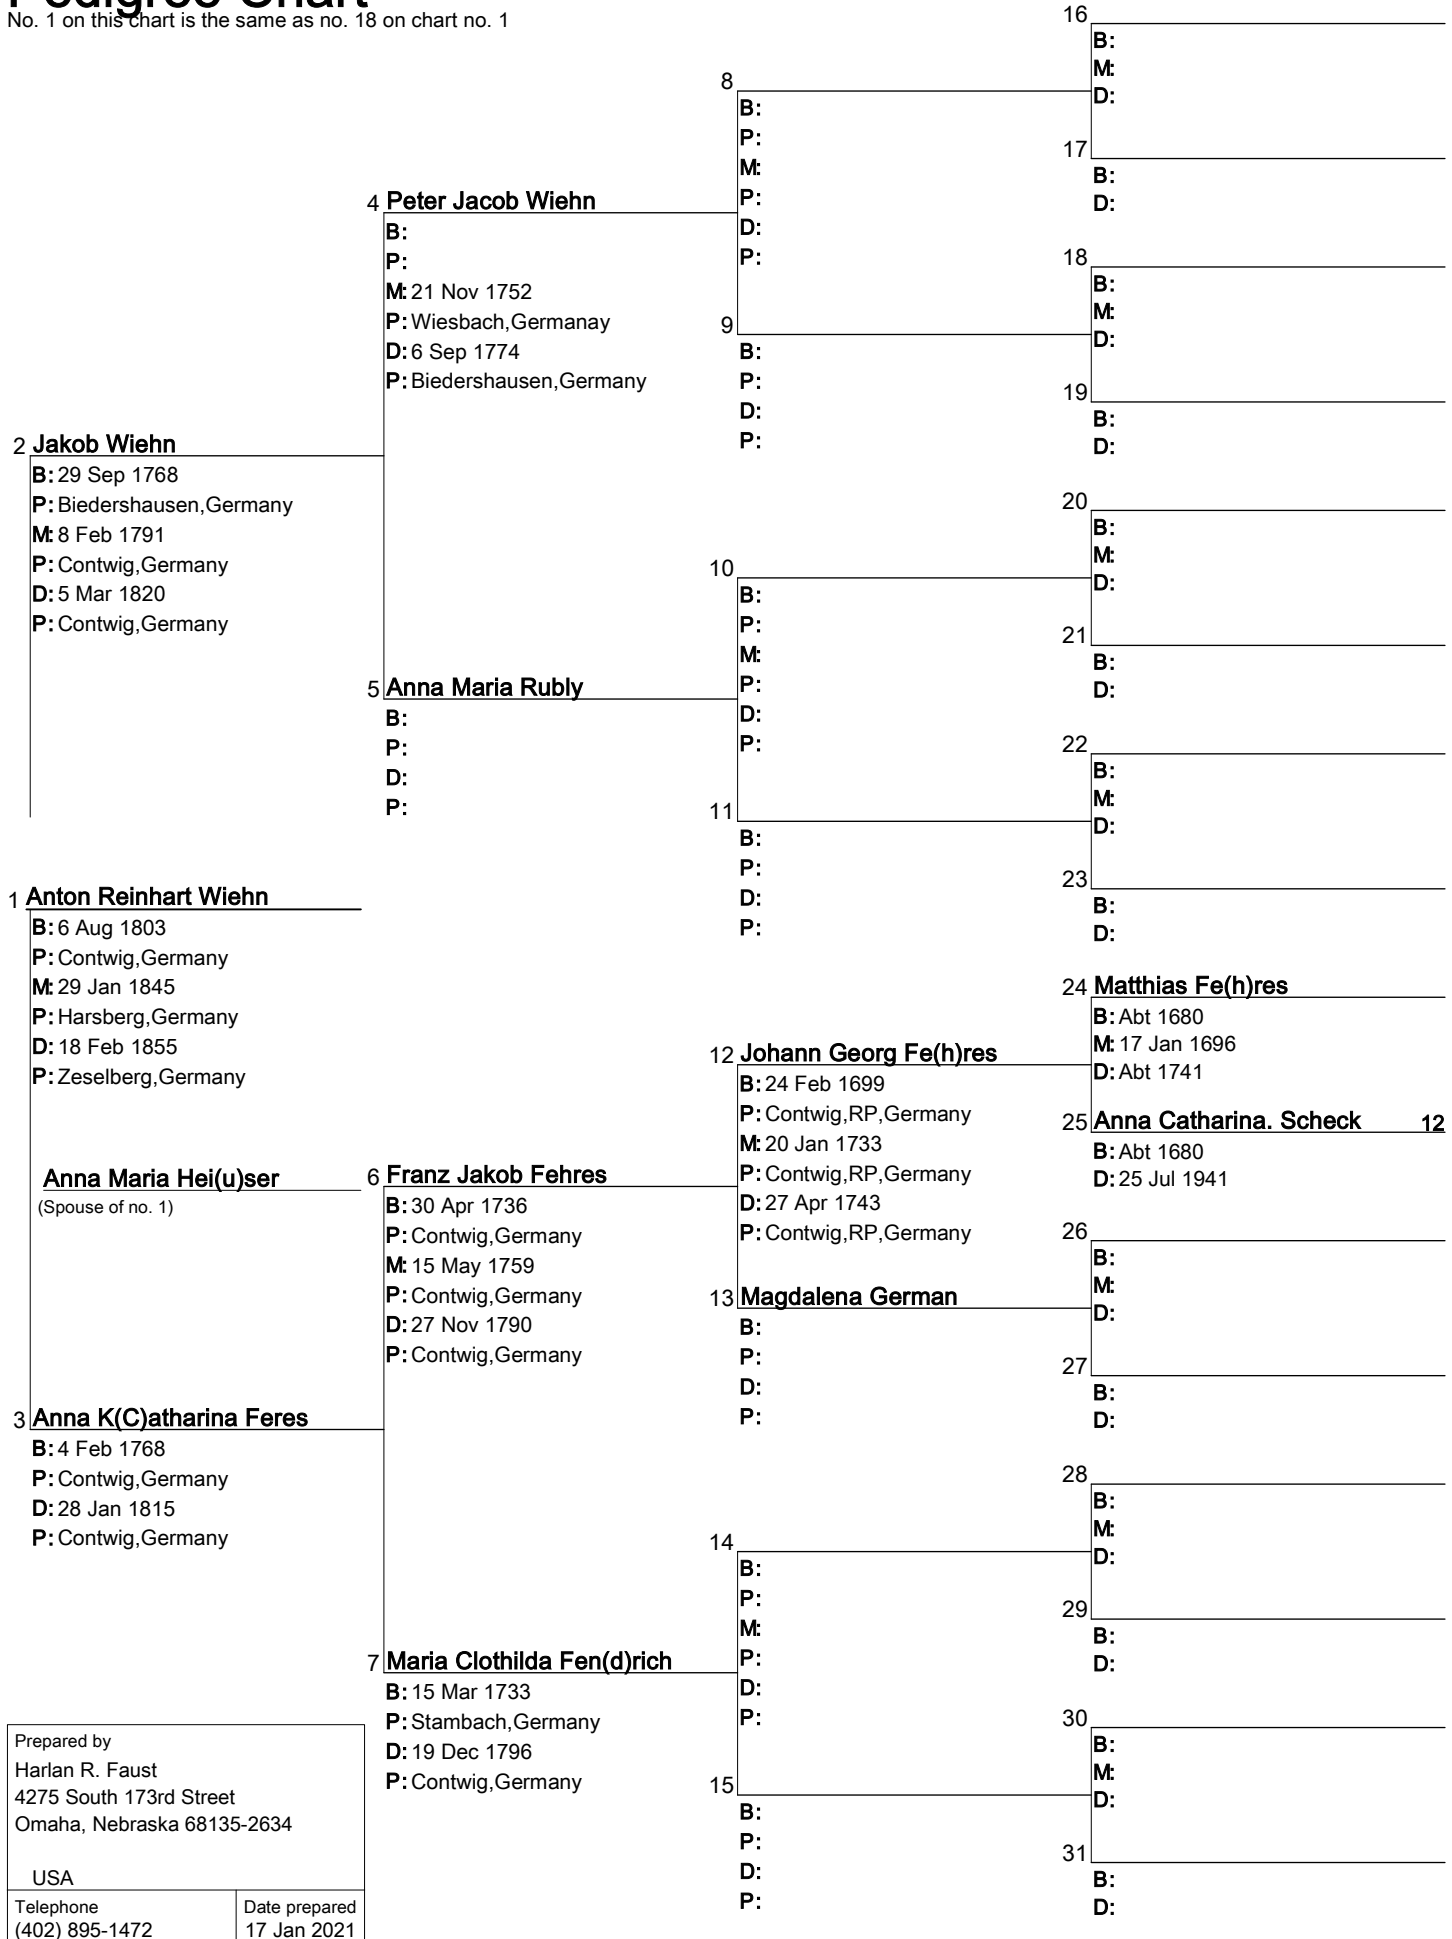 Pedigree Chart
No. 1 on this chart is the same as no. 18 on chart no. 1
2 Jakob Wiehn
B: 29 Sep 1768
P: Biedershausen,Germany
M: 8 Feb 1791
P: Contwig,Germany
D: 5 Mar 1820
P: Contwig,Germany
1 Anton Reinhart Wiehn
B: 6 Aug 1803
P: Contwig,Germany
M: 29 Jan 1845
P: Harsberg,Germany
D: 18 Feb 1855
P: Zeselberg,Germany
Anna Maria Hei(u)ser
(Spouse of no. 1)
3 Anna K(C)atharina Feres
B: 4 Feb 1768
P: Contwig,Germany
D: 28 Jan 1815
P: Contwig,Germany
4 Peter Jacob Wiehn
B:
P:
M: 21 Nov 1752
P: Wiesbach,Germanay
D: 6 Sep 1774
P: Biedershausen,Germany
5 Anna Maria Rubly
B:
P:
D:
P:
6 Franz Jakob Fehres
B: 30 Apr 1736
P: Contwig,Germany
M: 15 May 1759
P: Contwig,Germany
D: 27 Nov 1790
P: Contwig,Germany
7 Maria Clothilda Fen(d)rich
B: 15 Mar 1733
P: Stambach,Germany
D: 19 Dec 1796
P: Contwig,Germany
8
B:
P:
M:
P:
D:
P:
9
B:
P:
D:
P:
10
B:
P:
M:
P:
D:
P:
11
B:
P:
D:
P:
12 Johann Georg Fe(h)res
B: 24 Feb 1699
P: Contwig,RP,Germany
M: 20 Jan 1733
P: Contwig,RP,Germany
D: 27 Apr 1743
P: Contwig,RP,Germany
13 Magdalena German
B:
P:
D:
P:
14
B:
P:
M:
P:
D:
P:
15
B:
P:
D:
P:
16
B:
M:
D:
17
B:
D:
18
B:
M:
D:
19
B:
D:
20
B:
M:
D:
21
B:
D:
22
B:
M:
D:
23
B:
D:
24 Matthias Fe(h)res
B: Abt 1680
M: 17 Jan 1696
D: Abt 1741
25 Anna Catharina. Scheck 12
B: Abt 1680
D: 25 Jul 1941
26
B:
M:
D:
27
B:
D:
28
B:
M:
D:
29
B:
D:
30
B:
M:
D:
31
B:
D:
Prepared by
Harlan R. Faust
4275 South 173rd Street
Omaha, Nebraska 68135-2634
USA
Telephone
(402) 895-1472
Date prepared
17 Jan 2021